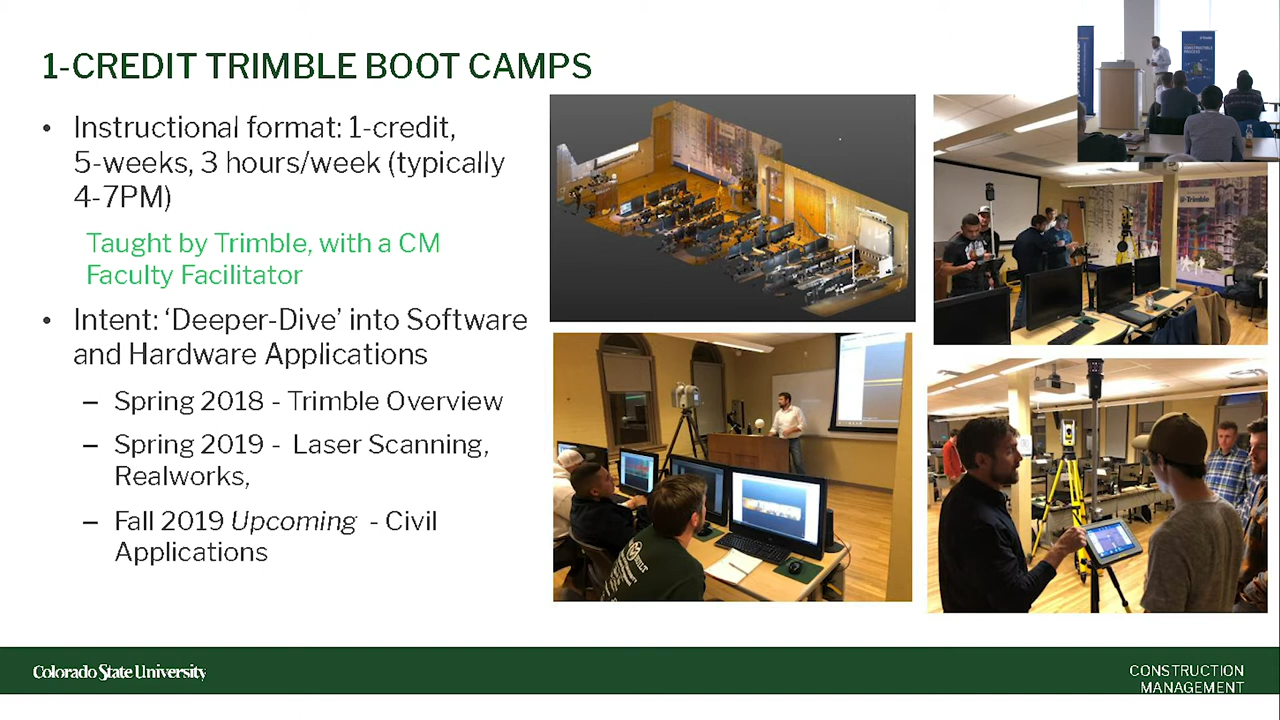 1-CREDIT TRIMBLE BOOT CAMPS
• Instructional format: 1-credit,
5-weeks, 3 hours/week (typically
4-7PM)
Taught by Trimble, with a CM
Faculty Facilitator
• Intent: ‘Deeper-Dive’ into Software
and Hardware Applications
– Spring 2018 - Trimble Overview
– Spring 2019 - Laser Scanning,
Realworks,
– Fall 2019 Upcoming - Civil
Applications
Trimble
Colorado State University
CONSTRUCTION
MANAGEMENT